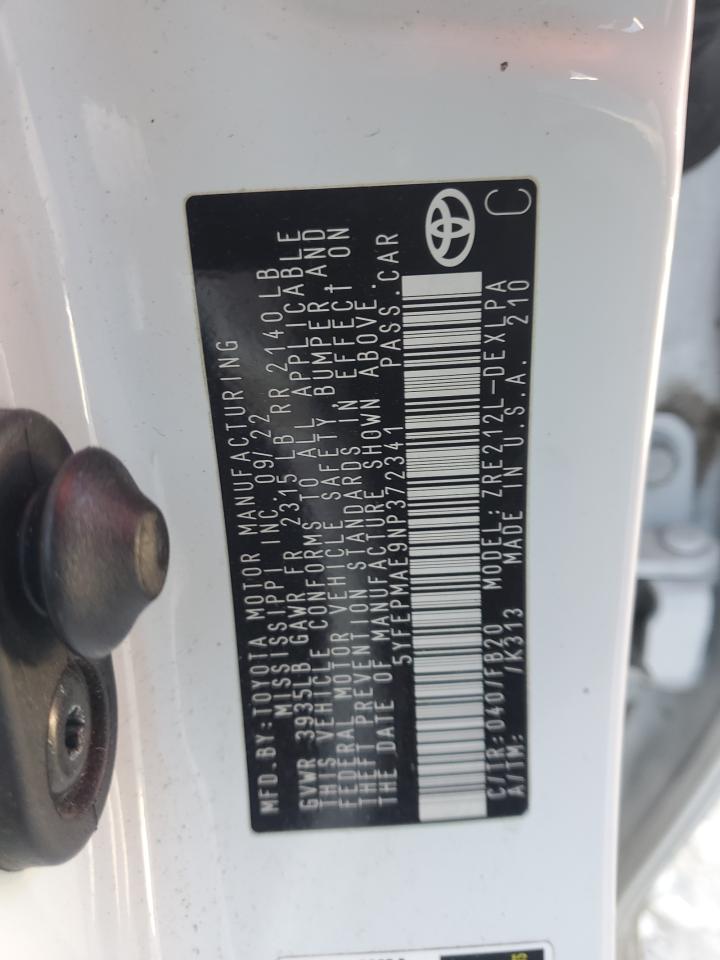 MFD.BY:TOYOTA MOTOR MANUFACTURING
MISSISSIPPI INC. 09/22
GVWR 3935LB GAWR FR 2315 LB RR 2140LB
THIS VEHICLE CONFORMS TO ALL APPLICABLE
FEDERAL MOTOR VEHICLE SAFETY BUMPER AND
THEFT PREVENTION STANDARDS IN EFFECT ON
THE DATE OF MANUFACTURE SHOWN ABOVE.
5YFEPMAE9NP372341 PASS.CAR
C/TR:040/FB20 MODEL:ZRE212L-DEXLPA
A/TM: /K313 MADE IN U.S.A. 210
C